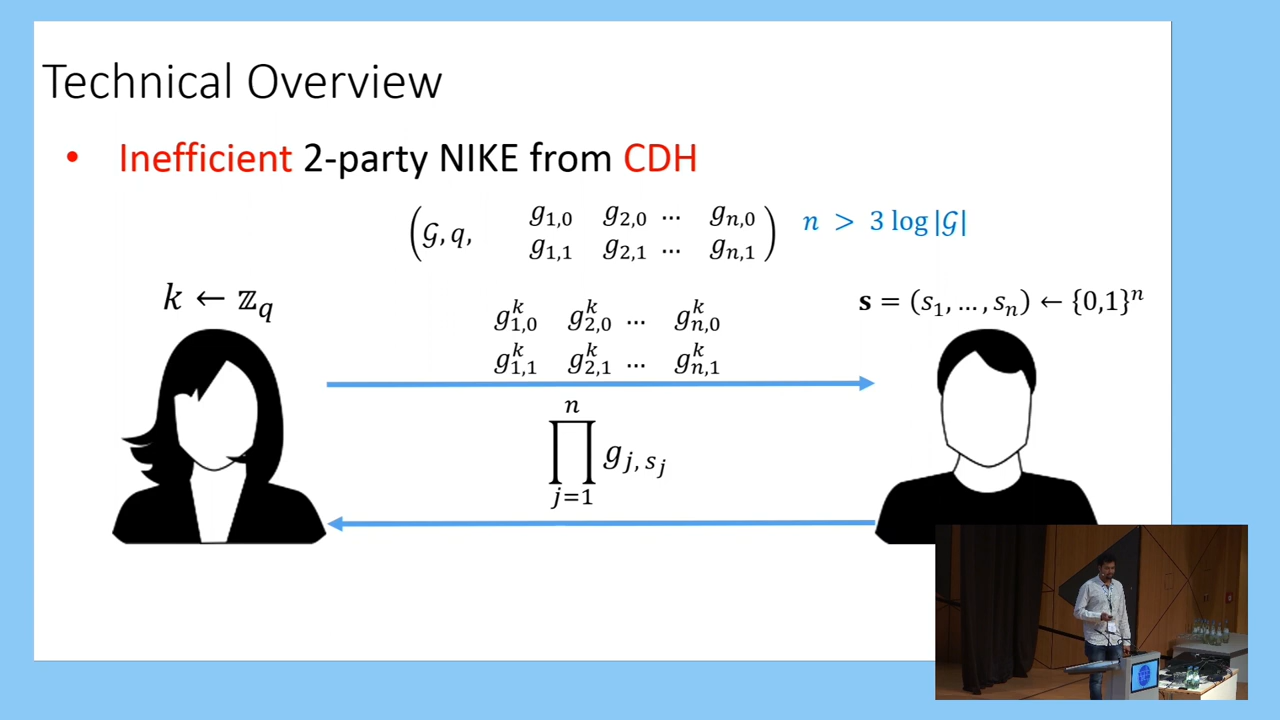 Technical Overview
• Inefficient 2-party NIKE from CDH
(𝒢, q, g_{1,0} g_{2,0} ⋯ g_{n,0}
g_{1,1} g_{2,1} ⋯ g_{n,1}) n > 3 log|𝒢|
k ← ℤ_q
g_{1,0}^k g_{2,0}^k ⋯ g_{n,0}^k
g_{1,1}^k g_{2,1}^k ⋯ g_{n,1}^k
s = (s_1, …, s_n) ← {0,1}^n
∏_{j=1}^{n} g_{j, s_j}